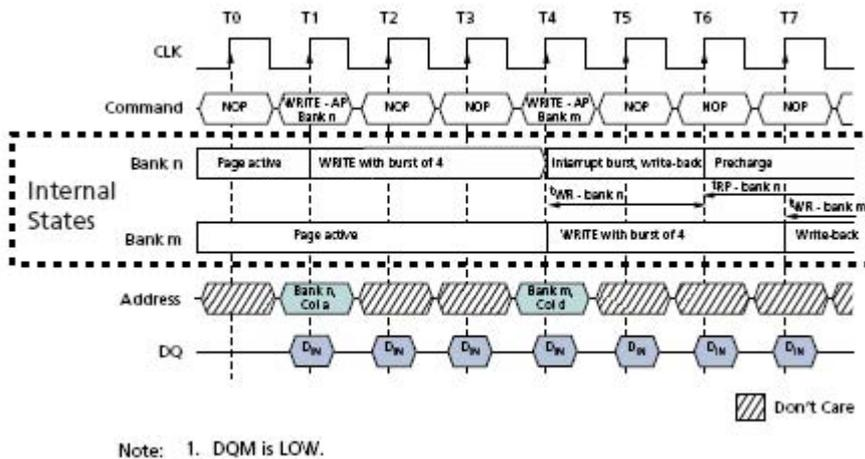 T0 T1 T2 T3 T4 T5 T6 T7
CLK
Command NOP WRITE - AP Bank n NOP NOP WRITE - AP Bank m NOP NOP NOP
Bank n Page active WRITE with burst of 4 Interrupt burst, write-back Precharge
Internal States
tWR - bank n tRP - bank n
tWR - bank m
Bank m Page active WRITE with burst of 4 Write-back
Address Bank n, Col a Bank m, Col d
DQ DIN DIN DIN DIN DIN DIN DIN
Don't Care
Note: 1. DQM is LOW.